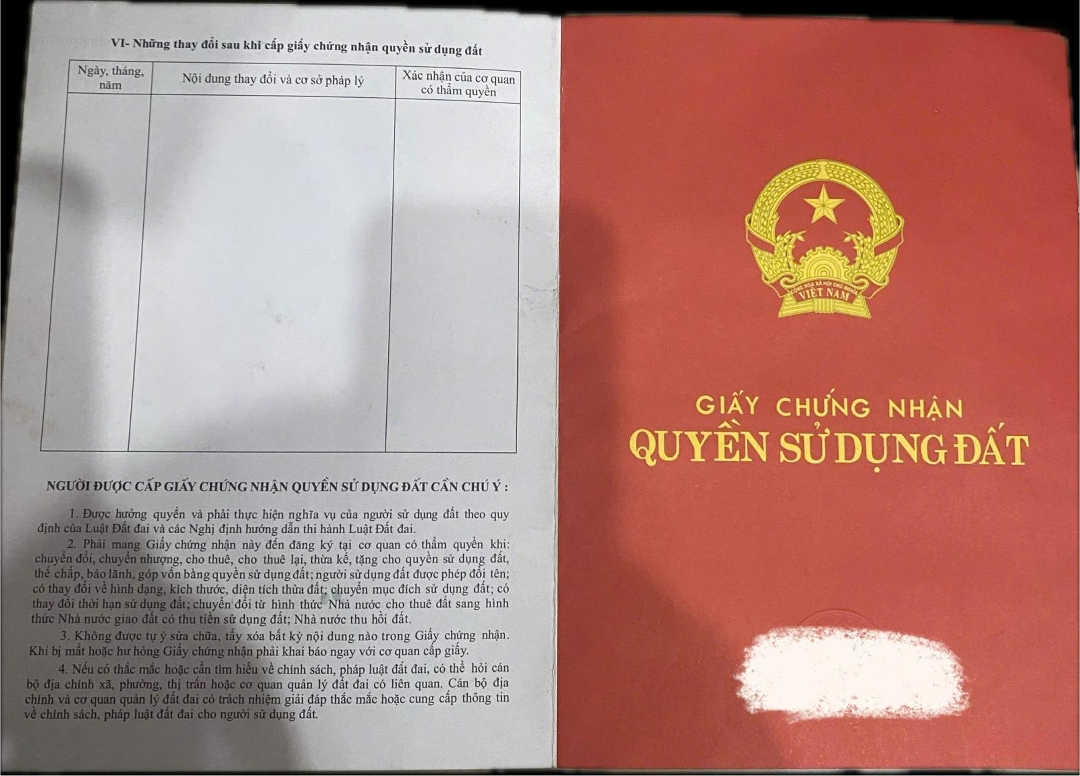 VI- Những thay đổi sau khi cấp giấy chứng nhận quyền sử dụng đất
Ngày, tháng,
năm
Nội dung thay đổi và cơ sở pháp lý
Xác nhận của cơ quan
có thẩm quyền
NGƯỜI ĐƯỢC CẤP GIẤY CHỨNG NHẬN QUYỀN SỬ DỤNG ĐẤT CẦN CHÚ Ý :
1. Được hưởng quyền và phải thực hiện nghĩa vụ của người sử dụng đất theo quy
định của Luật Đất đai và các Nghị định hướng dẫn thi hành Luật Đất đai.
2. Phải mang Giấy chứng nhận này đến đăng ký tại cơ quan có thẩm quyền khi:
chuyển đổi, chuyển nhượng, cho thuê, cho thuê lại, thừa kế, tặng cho quyền sử dụng đất,
thế chấp, bảo lãnh, góp vốn bằng quyền sử dụng đất; người sử dụng đất được phép đổi tên;
có thay đổi về hình dạng, kích thước, diện tích thửa đất; chuyển mục đích sử dụng đất; có
thay đổi thời hạn sử dụng đất; chuyển đổi từ hình thức Nhà nước cho thuê đất sang hình
thức Nhà nước giao đất có thu tiền sử dụng đất; Nhà nước thu hồi đất.
3. Không được tự ý sửa chữa, tẩy xóa bất kỳ nội dung nào trong Giấy chứng nhận.
Khi bị mất hoặc hư hỏng Giấy chứng nhận phải khai báo ngay với cơ quan cấp giấy.
4. Nếu có thắc mắc hoặc cần tìm hiểu về chính sách, pháp luật đất đai, có thể hỏi cán
bộ địa chính xã, phường, thị trấn hoặc cơ quan quản lý đất đai có liên quan. Cán bộ địa
chính và cơ quan quản lý đất đai có trách nhiệm giải đáp thắc mắc hoặc cung cấp thông tin
về chính sách, pháp luật đất đai cho người sử dụng đất.
CỘNG HÒA XÃ HỘI CHỦ NGHĨA
VIỆT NAM
GIẤY CHỨNG NHẬN
QUYỀN SỬ DỤNG ĐẤT